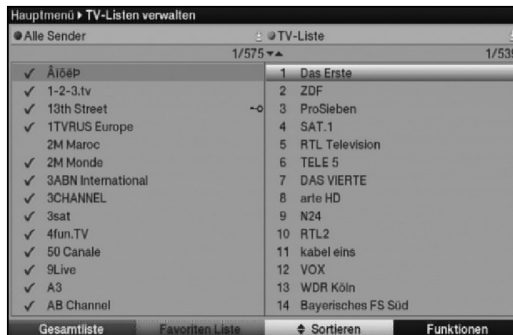 Hauptmenü ▸ TV-Listen verwalten
Alle Sender
1/575
✓ Âlõëþ
✓ 1-2-3.tv
✓ 13th Street
✓ 1TVRUS Europe
2M Maroc
✓ 2M Monde
✓ 3ABN International
✓ 3CHANNEL
✓ 3sat
✓ 4fun.TV
✓ 50 Canale
✓ 9Live
✓ A3
✓ AB Channel
TV-Liste
1/535
1 Das Erste
2 ZDF
3 ProSieben
4 SAT.1
5 RTL Television
6 TELE 5
7 DAS VIERTE
8 arte HD
9 N24
10 RTL2
11 kabel eins
12 VOX
13 WDR Köln
14 Bayerisches FS Süd
Gesamtliste Favoriten Liste Sortieren Funktionen